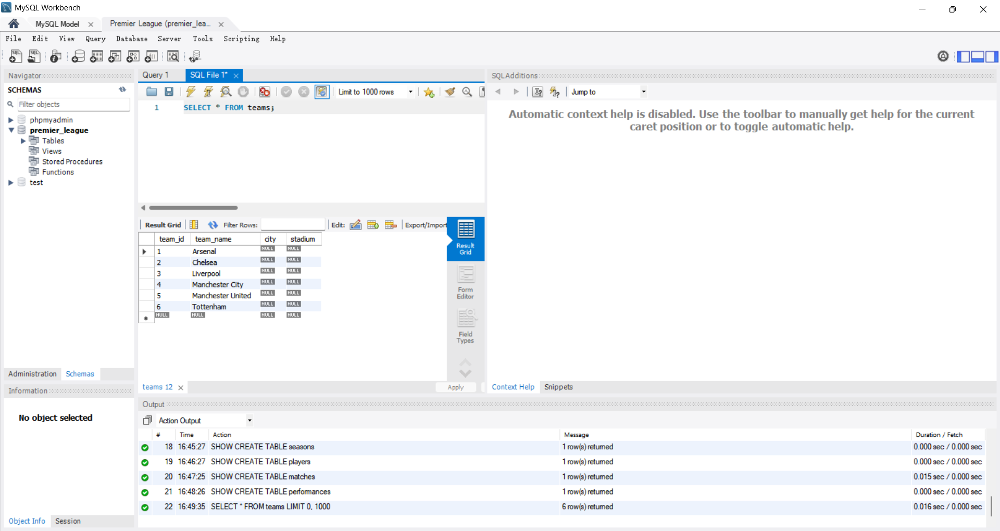 MySQL Workbench
MySQL Model
Premier League (premier_lea...
File Edit View Query Database Server Tools Scripting Help
Navigator
SCHEMAS
Filter objects
phpmyadmin
premier_league
Tables
Views
Stored Procedures
Functions
test
Administration Schemas
Information
No object selected
Object Info Session
Query 1 SQL File 1*
Limit to 1000 rows
1 SELECT * FROM teams;
Result Grid Filter Rows: Edit: Export/Import
team_id team_name city stadium
1 Arsenal NULL NULL
2 Chelsea NULL NULL
3 Liverpool NULL NULL
4 Manchester City NULL NULL
5 Manchester United NULL NULL
6 Tottenham NULL NULL
NULL NULL NULL NULL
Result
Grid
Form
Editor
Field
Types
teams 12 Apply
SQLAdditions
Jump to
Automatic context help is disabled. Use the toolbar to manually get help for the current
caret position or to toggle automatic help.
Context Help Snippets
Output
Action Output
# Time Action Message Duration / Fetch
18 16:45:27 SHOW CREATE TABLE seasons 1 row(s) returned 0.000 sec / 0.000 sec
19 16:46:27 SHOW CREATE TABLE players 1 row(s) returned 0.000 sec / 0.000 sec
20 16:47:25 SHOW CREATE TABLE matches 1 row(s) returned 0.015 sec / 0.000 sec
21 16:48:26 SHOW CREATE TABLE performances 1 row(s) returned 0.000 sec / 0.000 sec
22 16:49:35 SELECT * FROM teams LIMIT 0, 1000 6 row(s) returned 0.016 sec / 0.000 sec